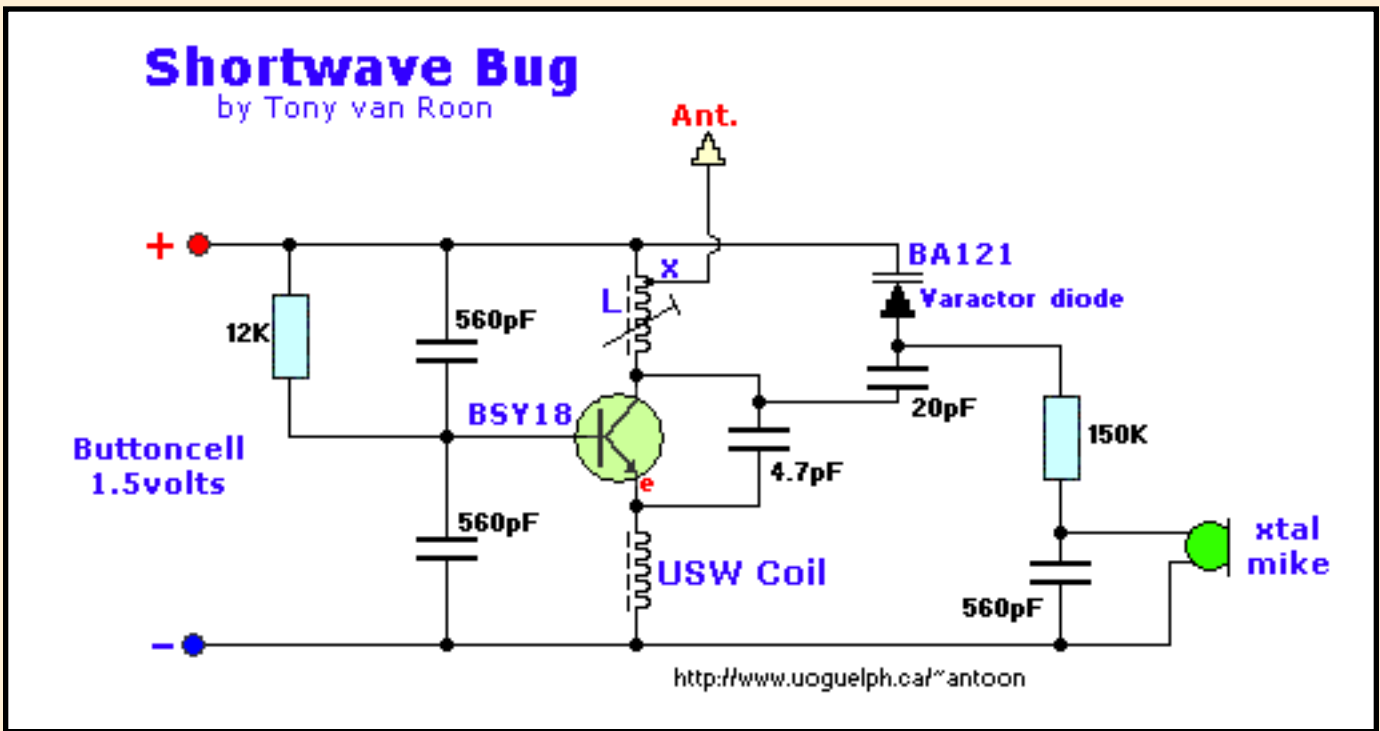 Shortwave Bug
by Tony van Roon
Ant.
+
X
BA121
Varactor diode
L
560pF
12K
BSY18
20pF
150K
Buttoncell
1.5volts
4.7pF
e
560pF
USW Coil
xtal
mike
560pF
-
http://www.uoguelph.ca/~antoon